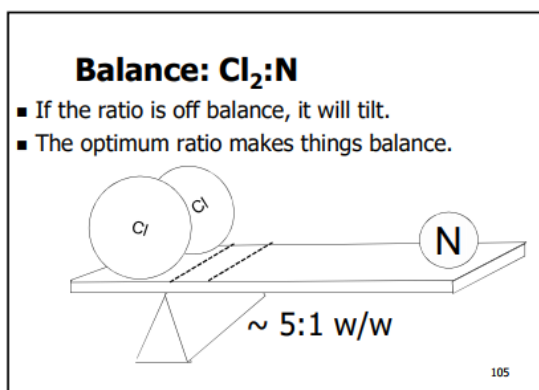 Balance: Cl₂:N
▪ If the ratio is off balance, it will tilt.
▪ The optimum ratio makes things balance.
Cl
Cl
N
~ 5:1 w/w
105